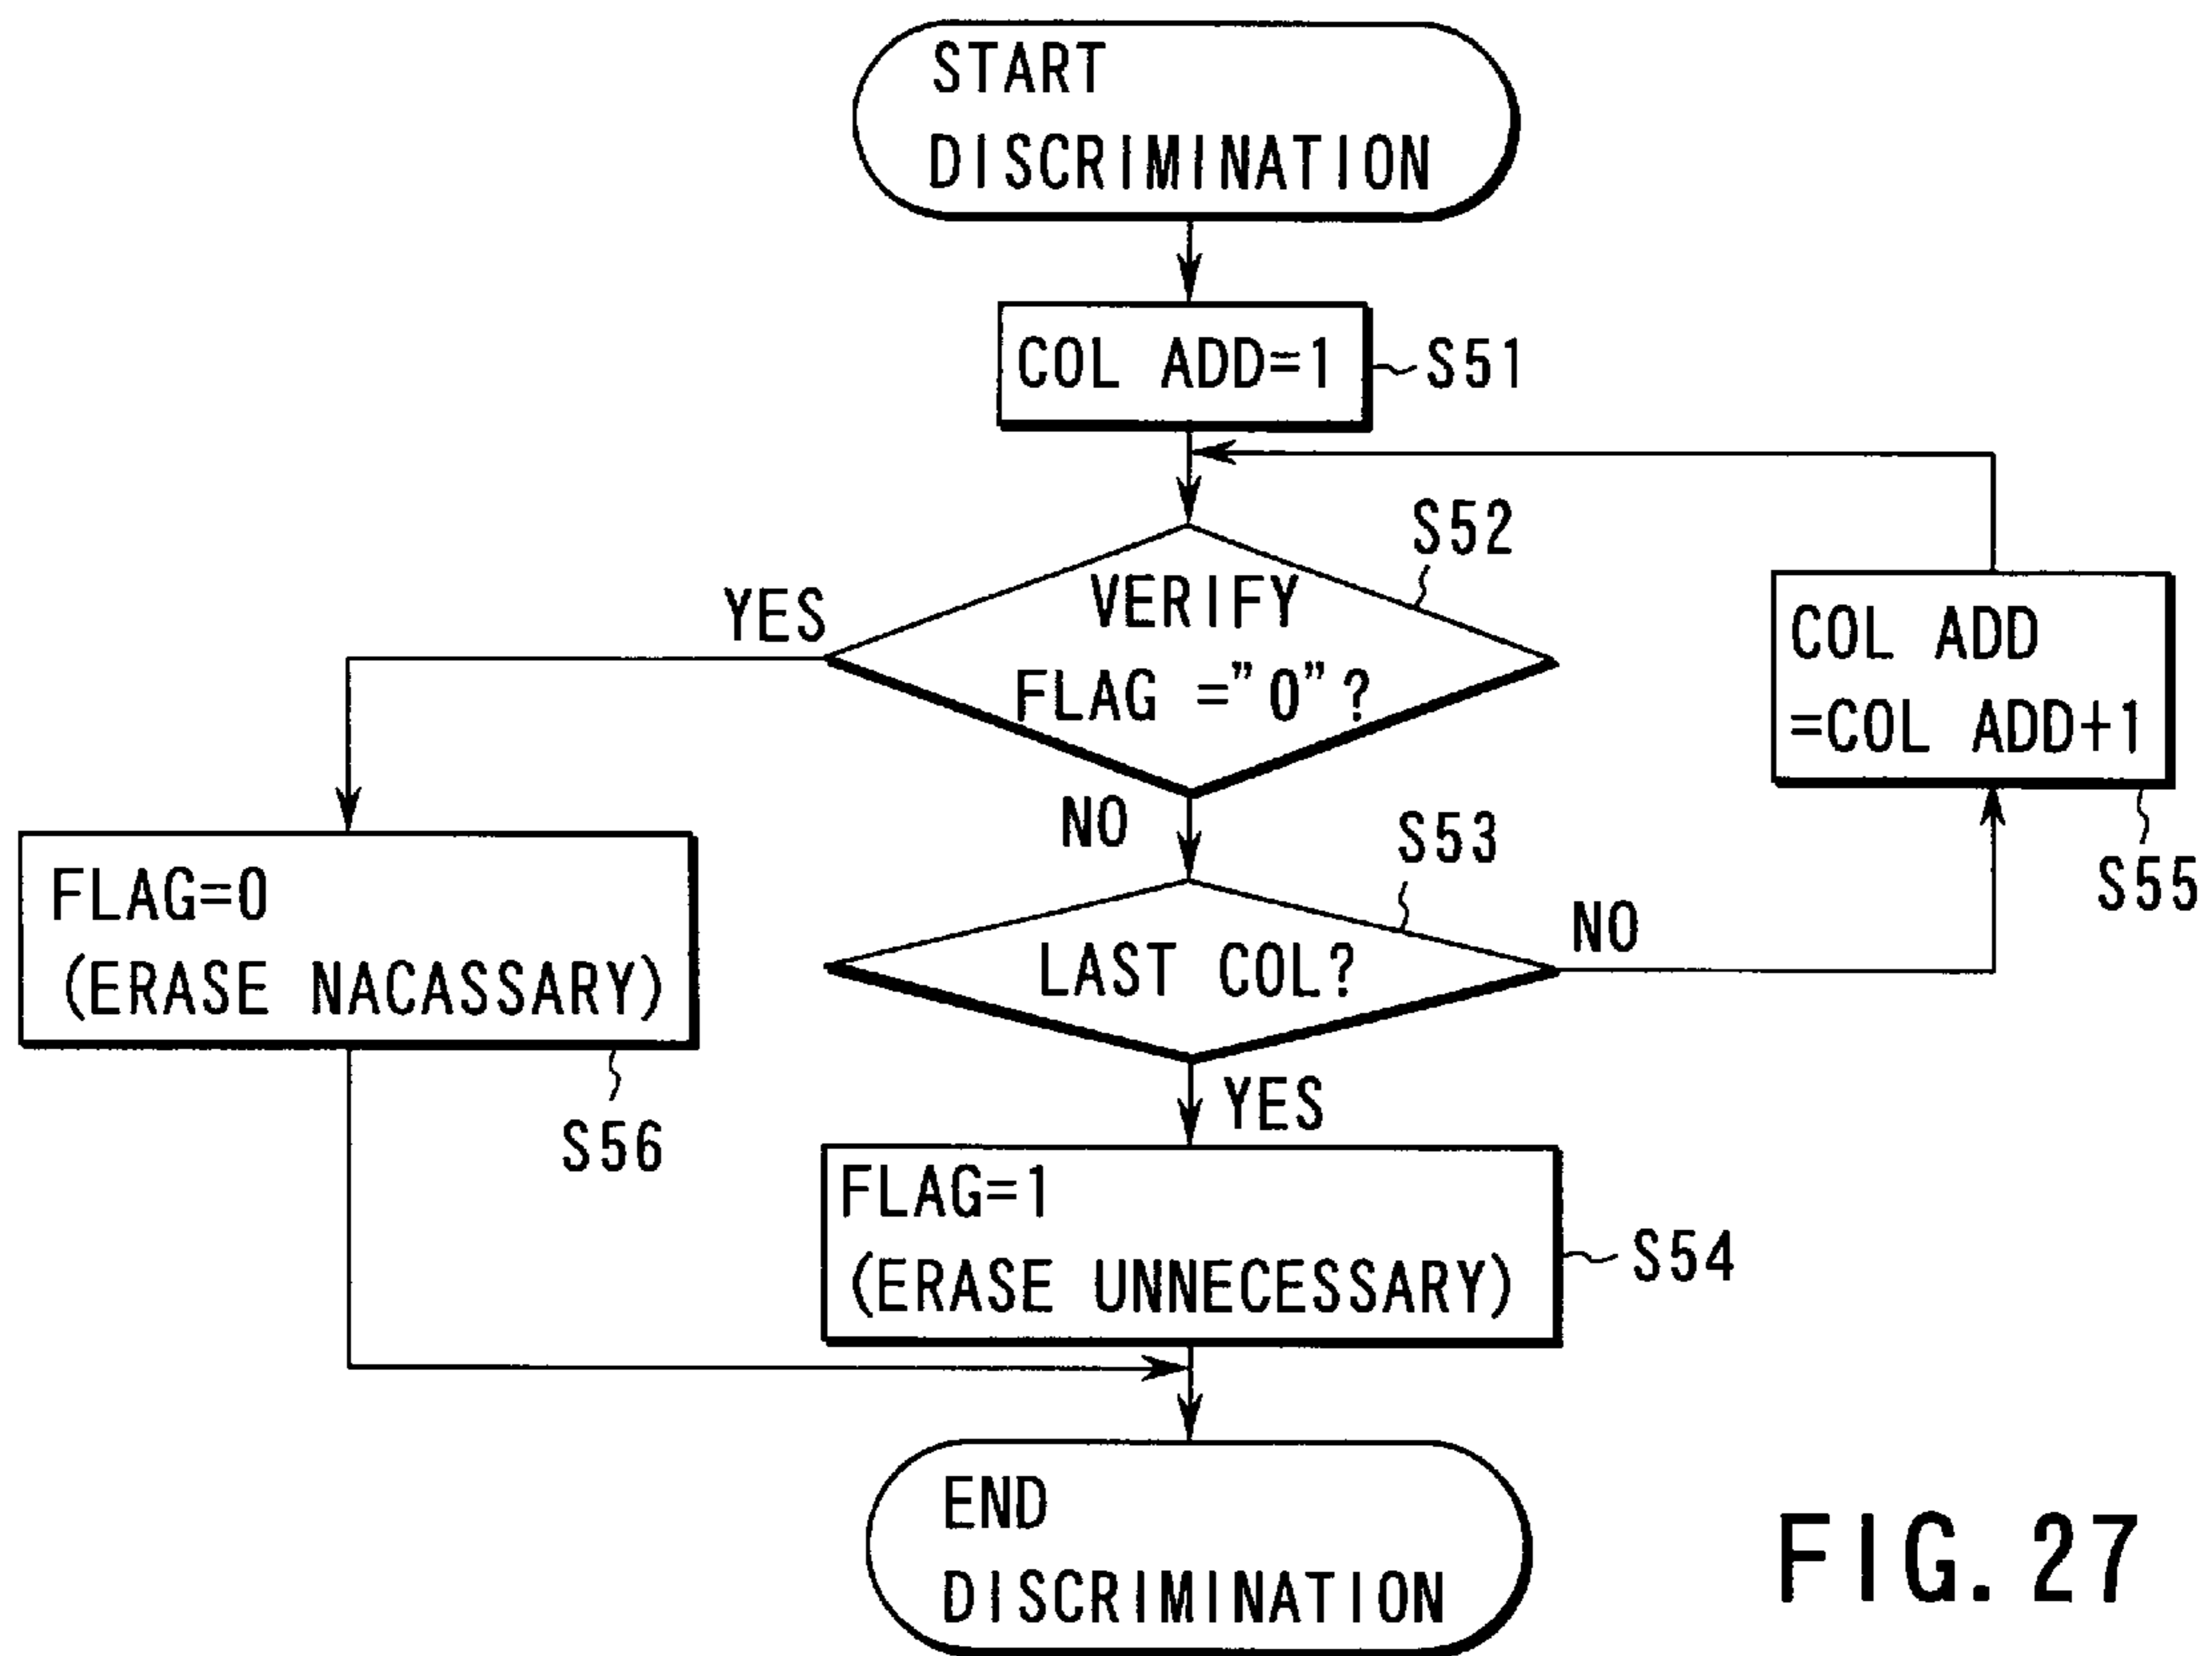 START
DISCRIMINATION
COL ADD=1
S51
S52
VERIFY
FLAG ="0"?
YES
NO
COL ADD
=COL ADD+1
S55
S53
LAST COL?
NO
YES
FLAG=0
(ERASE NACASSARY)
S56
FLAG=1
(ERASE UNNECESSARY)
S54
END
DISCRIMINATION
FIG. 27